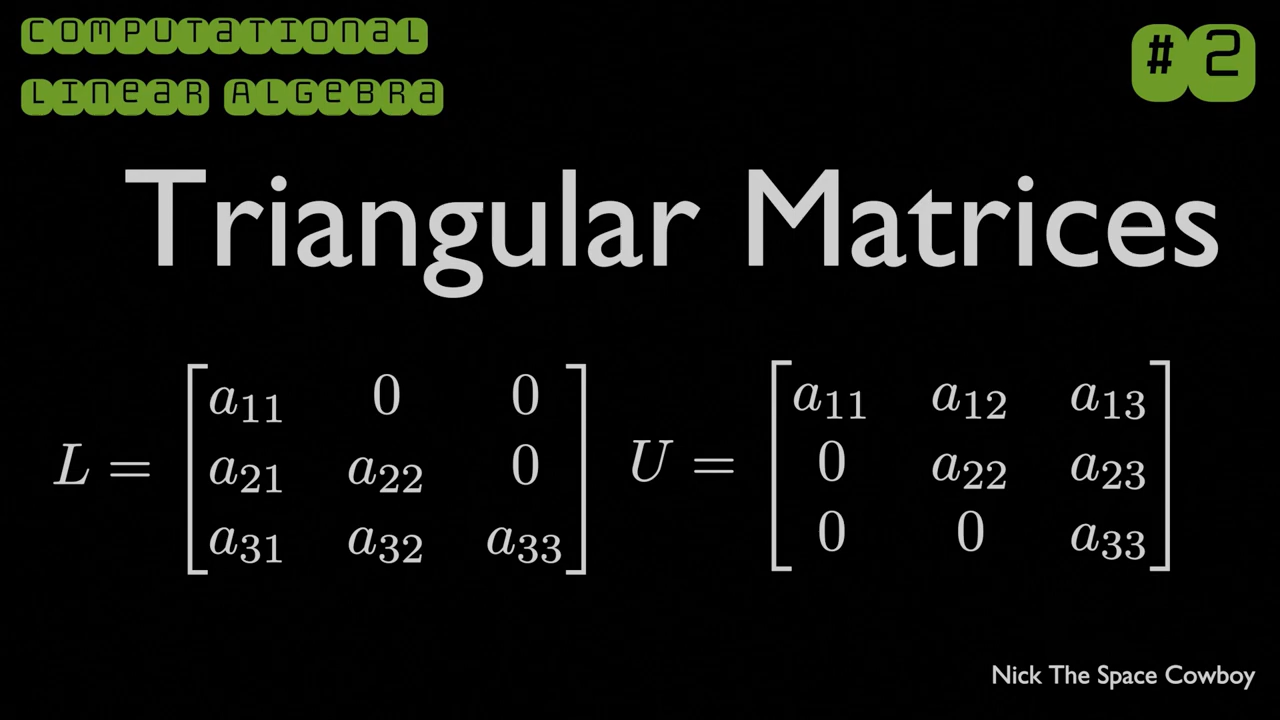 COMPUTATIONAL
LINEAR ALGEBRA
# 2
Triangular Matrices
L = [a11 0 0
a21 a22 0
a31 a32 a33]
U = [a11 a12 a13
0 a22 a23
0 0 a33]
Nick The Space Cowboy